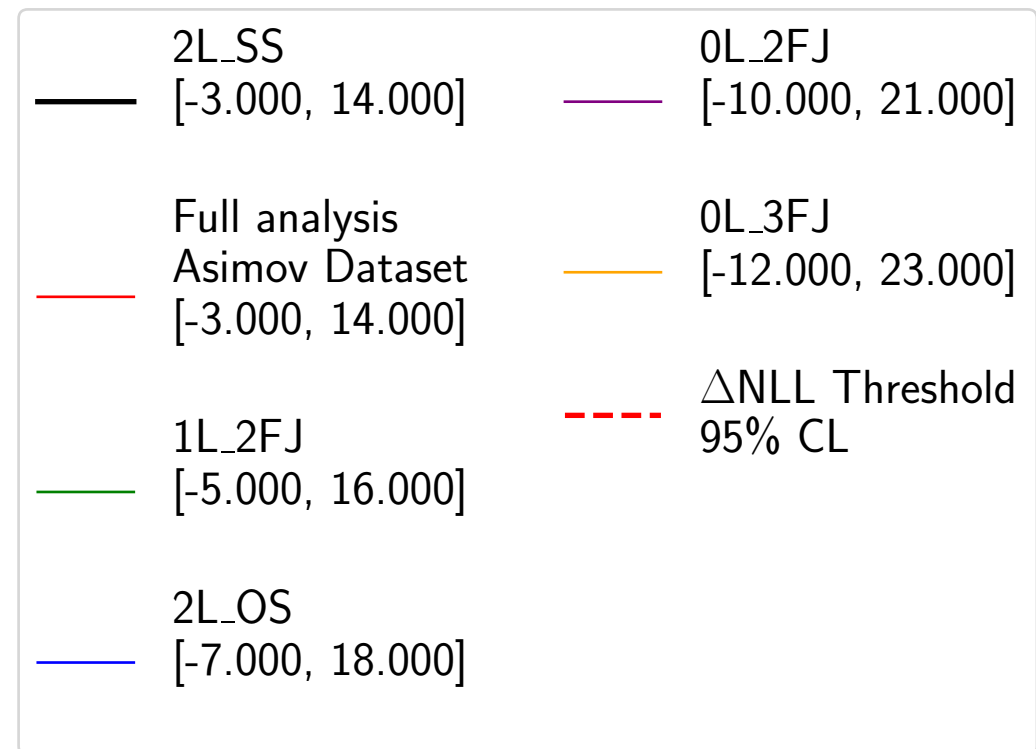 2L_SS
[-3.000, 14.000]
Full analysis
Asimov Dataset
[-3.000, 14.000]
1L_2FJ
[-5.000, 16.000]
2L_OS
[-7.000, 18.000]
0L_2FJ
[-10.000, 21.000]
0L_3FJ
[-12.000, 23.000]
ΔNLL Threshold
95% CL